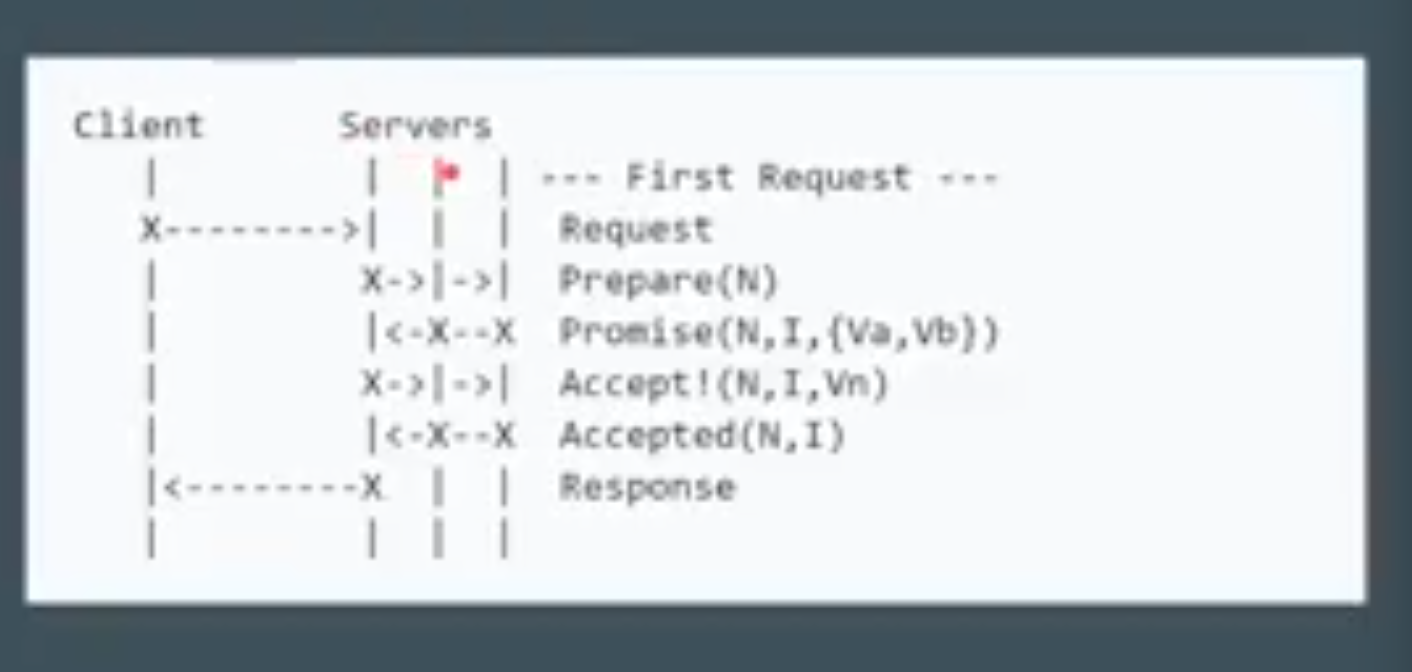 Client      Servers
   |         |  |  | --- First Request ---
   X-------->|  |  |  Request
   |         X->|->|  Prepare(N)
   |         |<-X--X  Promise(N,I,{Va,Vb})
   |         X->|->|  Accept!(N,I,Vn)
   |         |<-X--X  Accepted(N,I)
   |<--------X  |  |  Response
   |         |  |  |